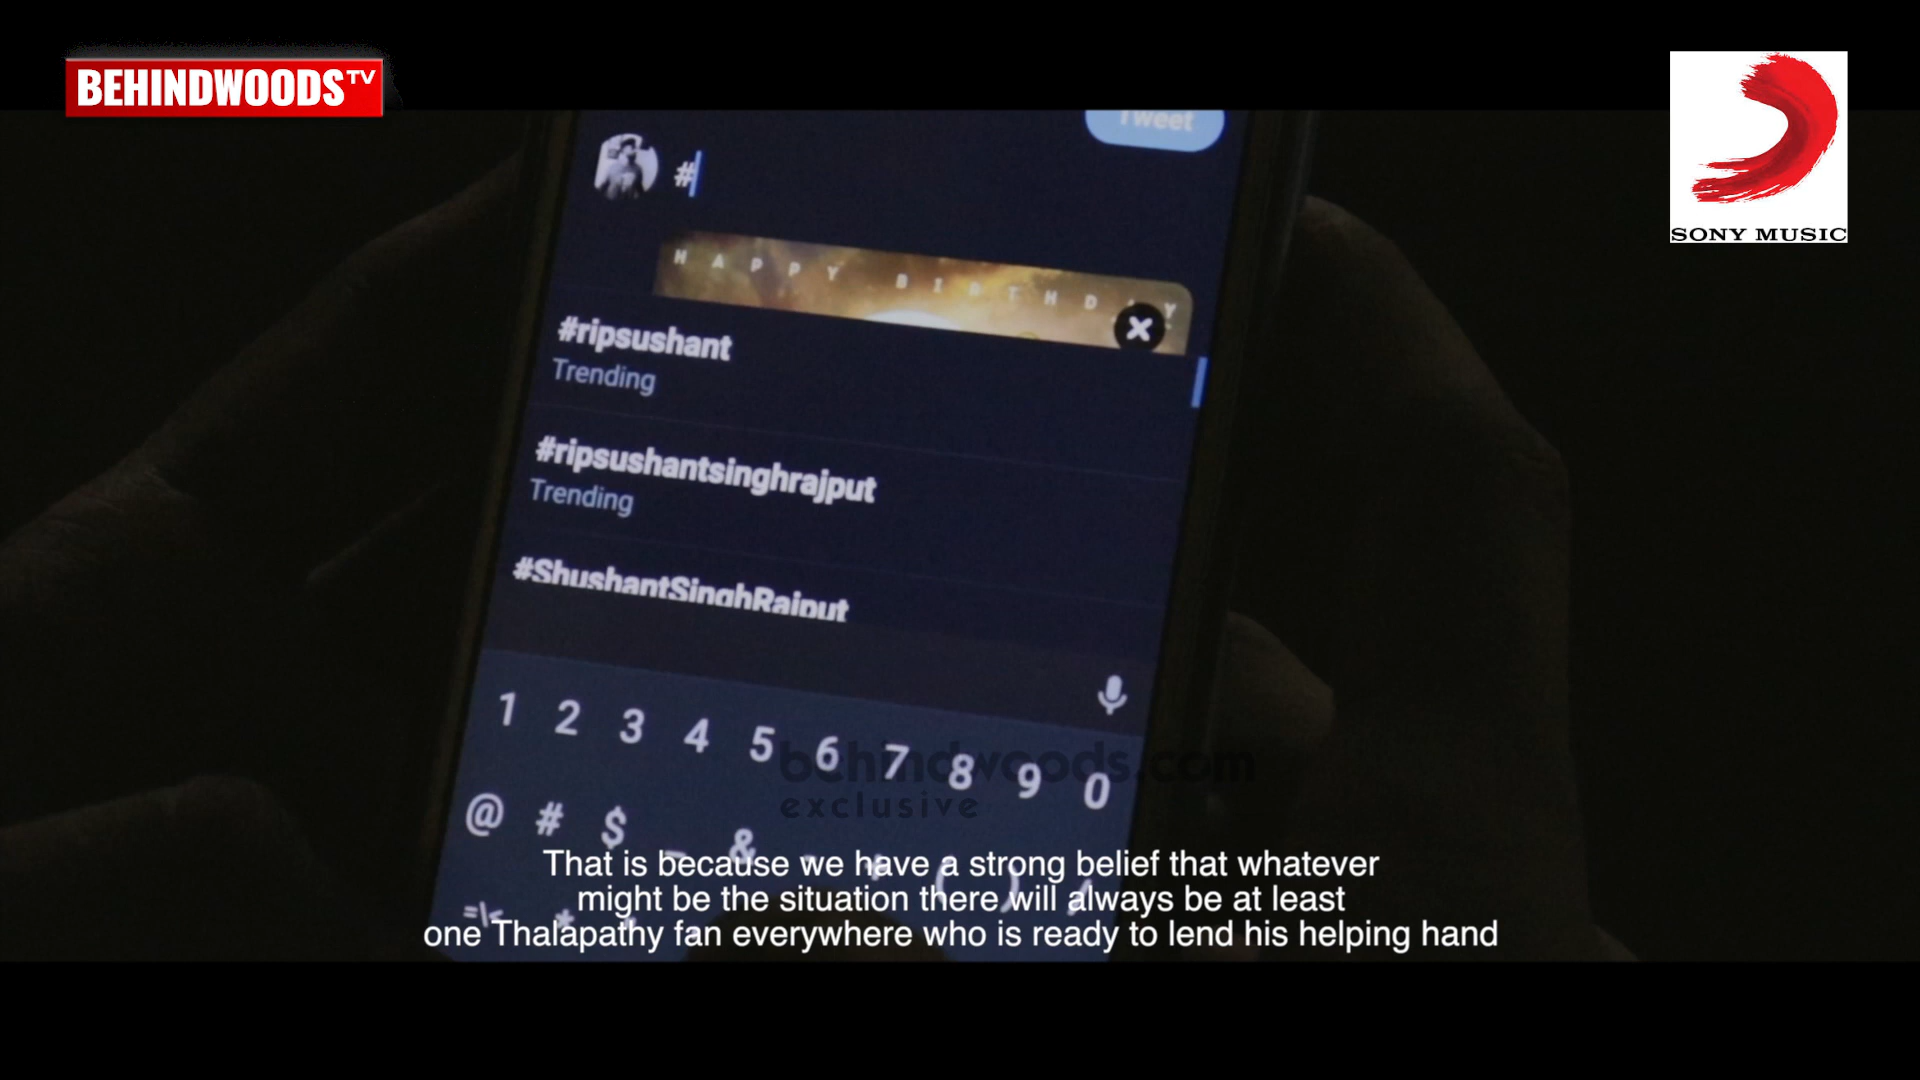 BEHINDWOODS TV
SONY MUSIC
Tweet
#
HAPPY BIRTHDAY
#ripsushant
Trending
#ripsushantsinghrajput
Trending
#ShushantSinghRajput
1 2 3 4 5 6 7 8 9 0
behindwoods.com
exclusive
@ # $ &
That is because we have a strong belief that whatever
might be the situation there will always be at least
one Thalapathy fan everywhere who is ready to lend his helping hand